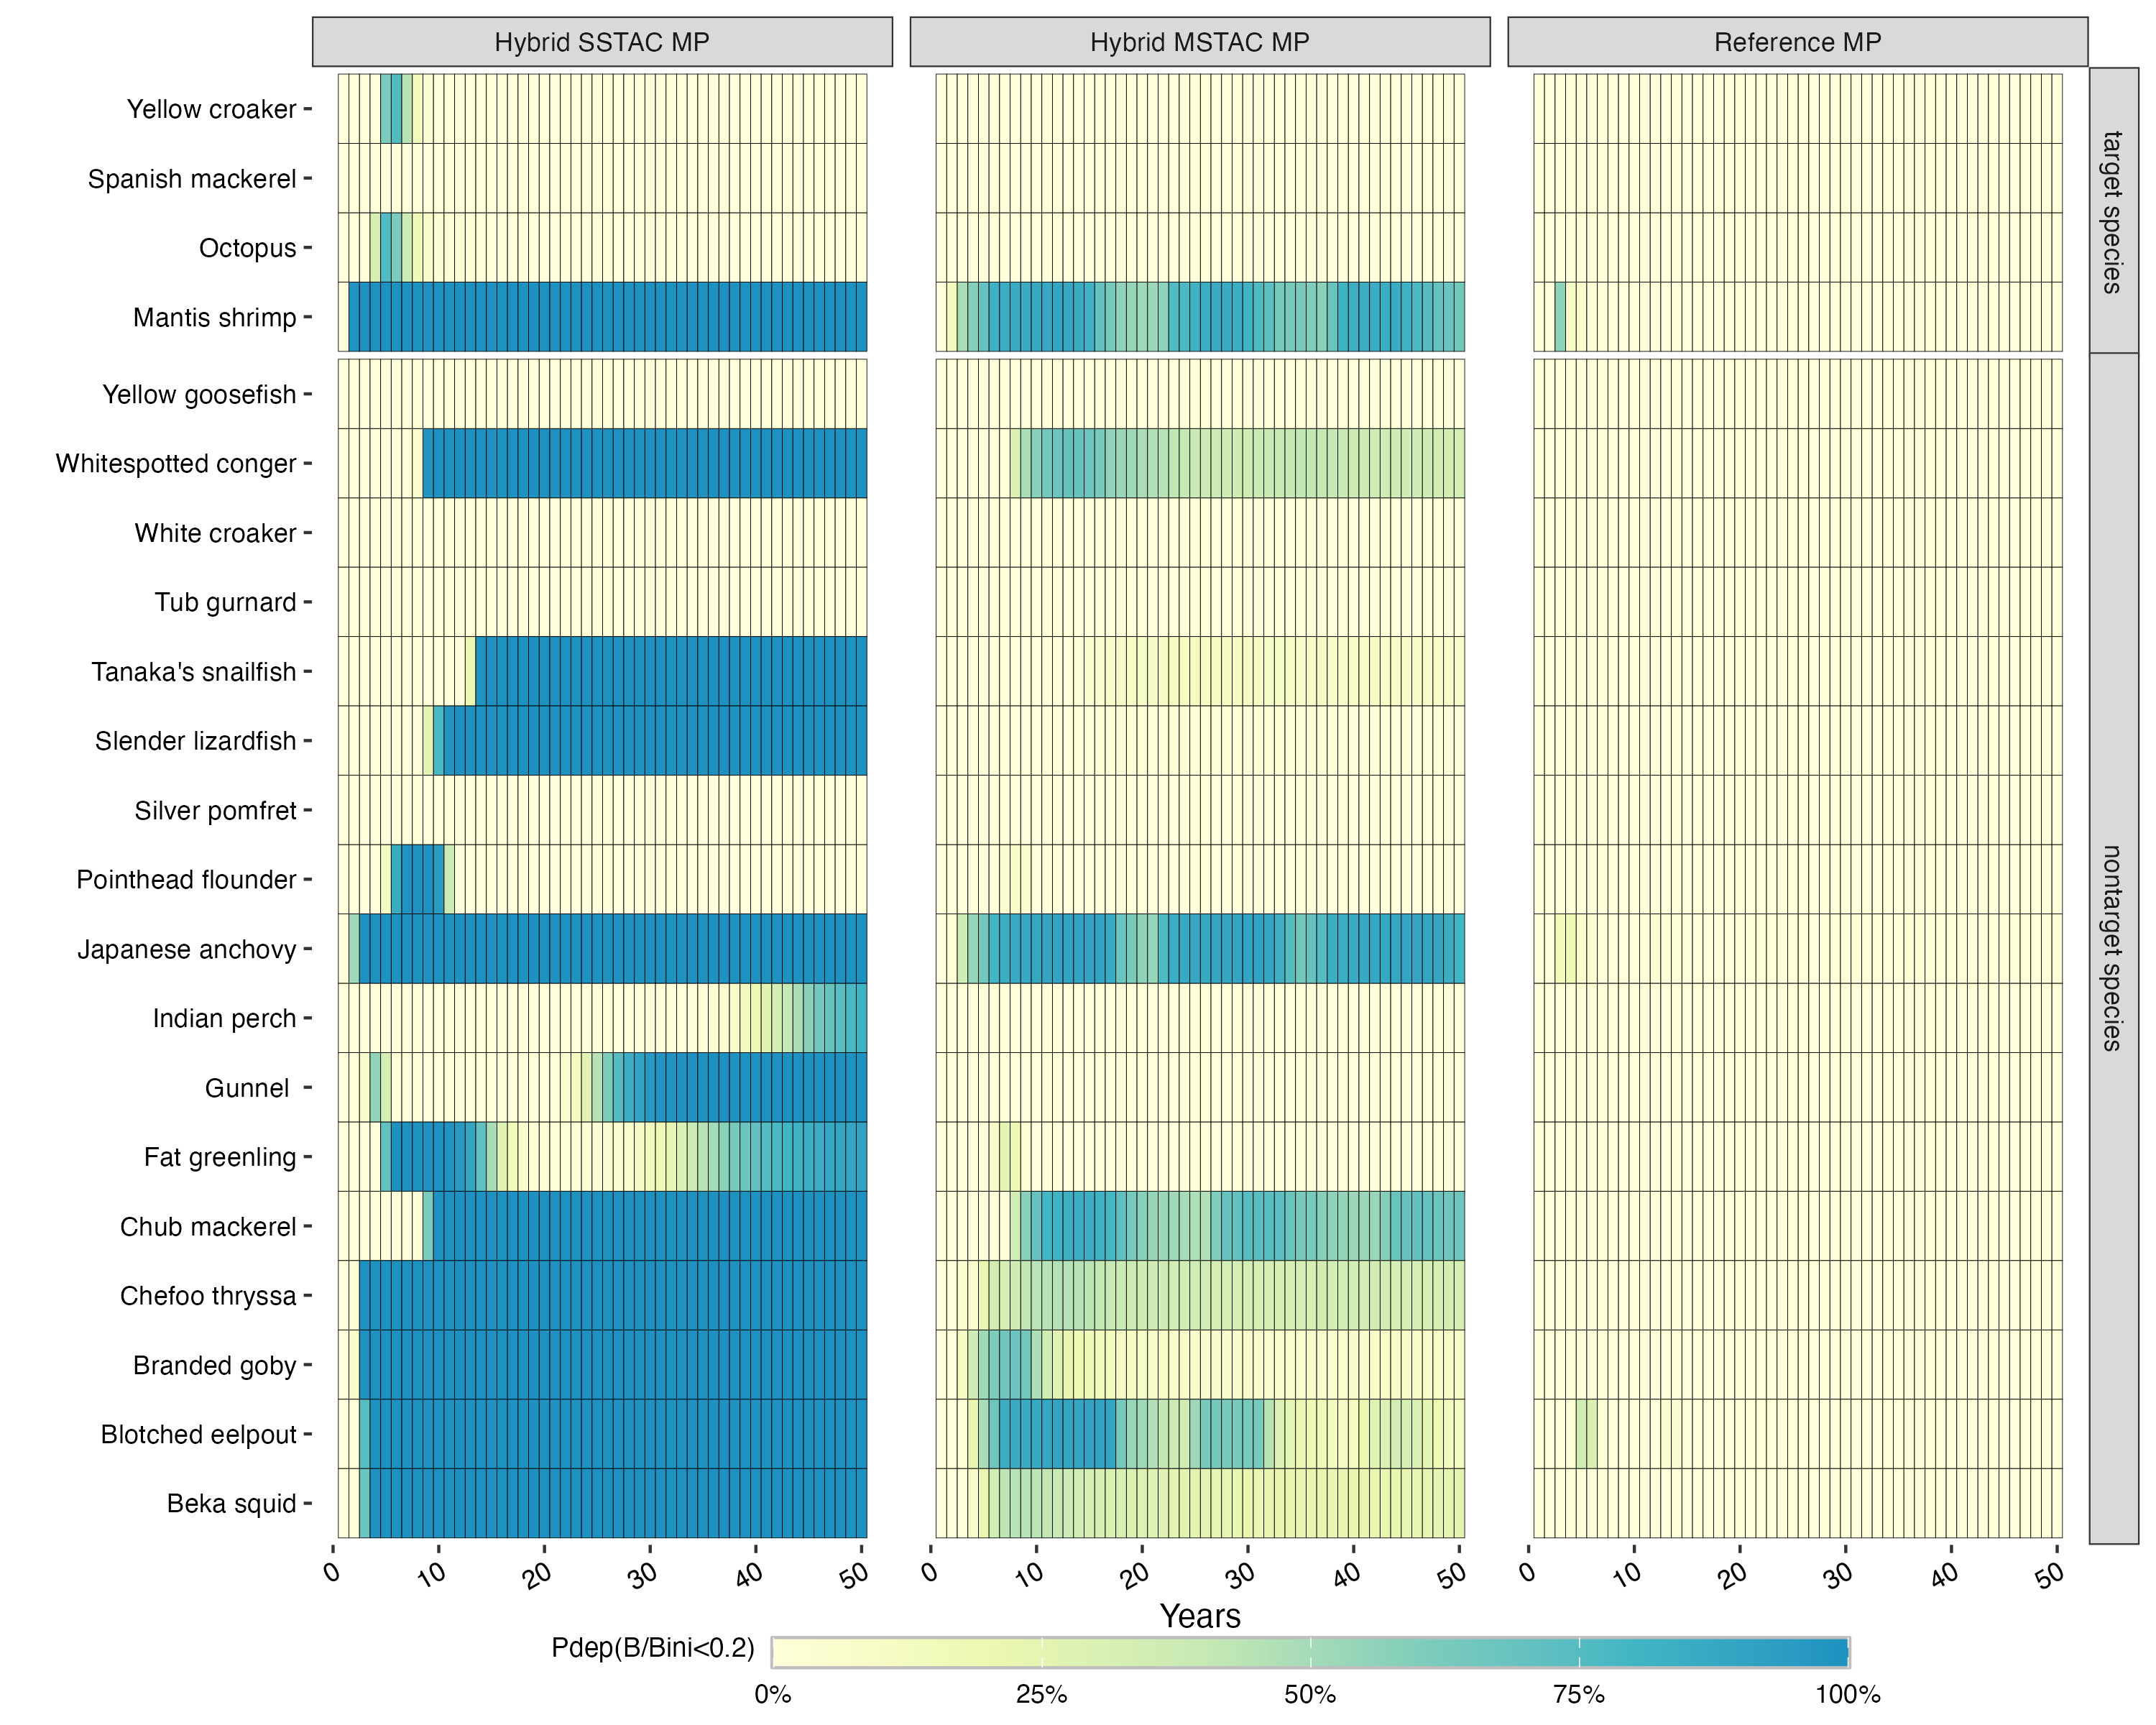 Hybrid SSTAC MP
Hybrid MSTAC MP
Reference MP
Yellow croaker
Spanish mackerel
Octopus
Mantis shrimp
target species
Yellow goosefish
Whitespotted conger
White croaker
Tub gurnard
Tanaka's snailfish
Slender lizardfish
Silver pomfret
Pointhead flounder
Japanese anchovy
Indian perch
Gunnel
Fat greenling
Chub mackerel
Chefoo thryssa
Branded goby
Blotched eelpout
Beka squid
nontarget species
0 10 20 30 40 50
0 10 20 30 40 50
0 10 20 30 40 50
Years
Pdep(B/Bini<0.2)
0% 25% 50% 75% 100%